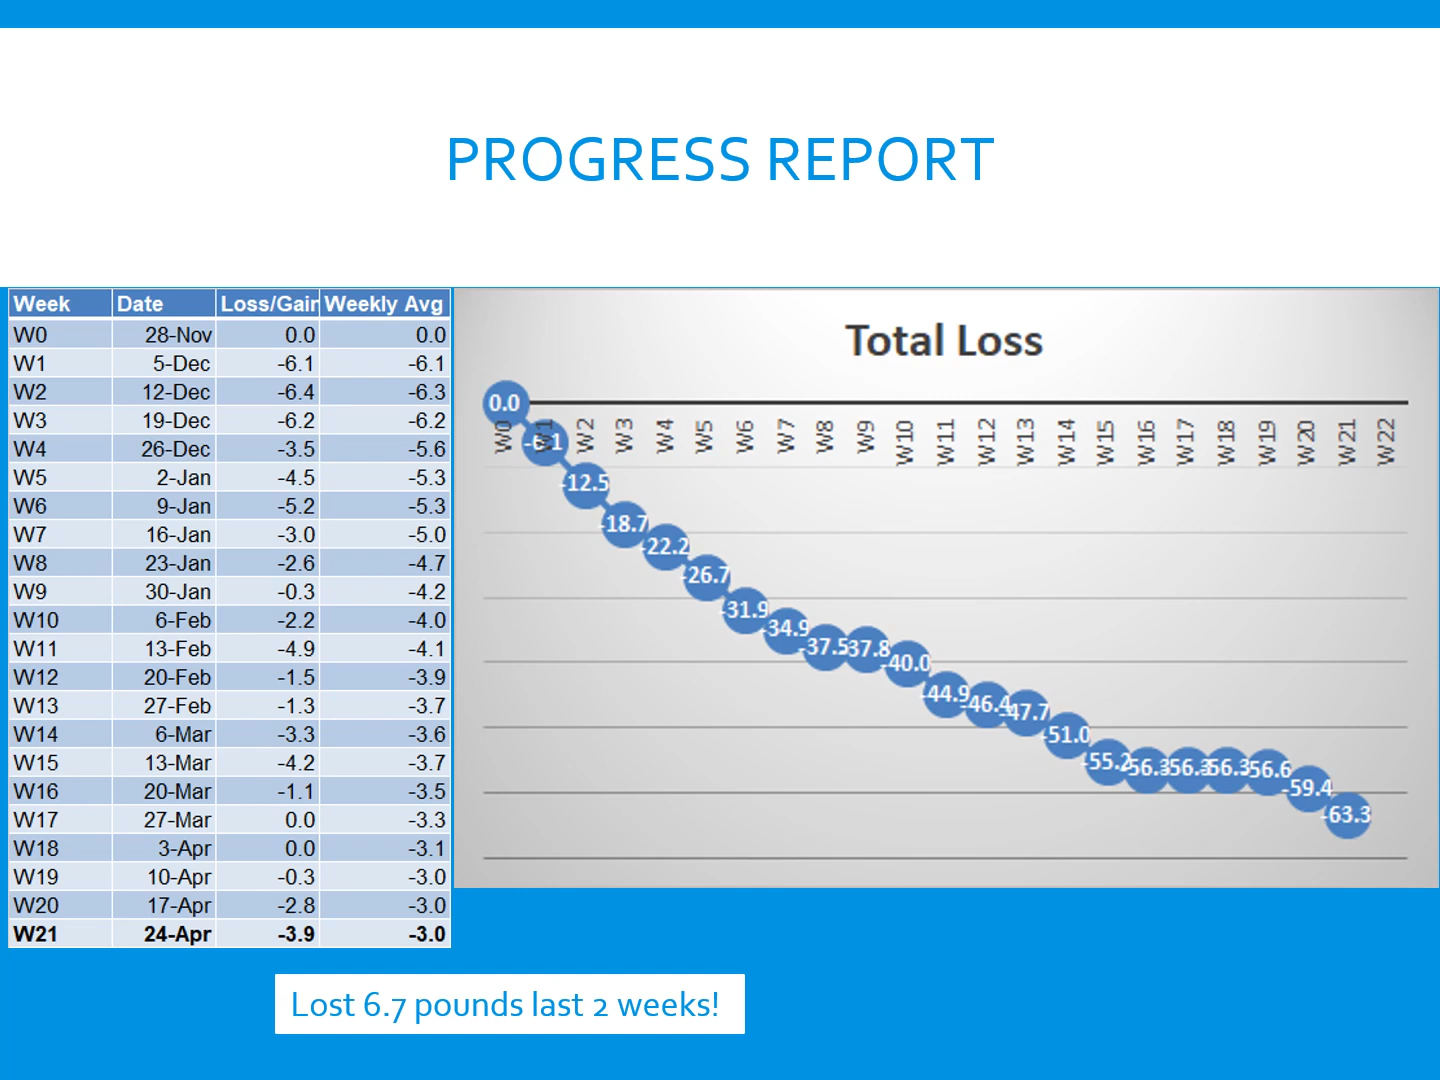 PROGRESS REPORT
Week Date Loss/Gain Weekly Avg
W0 28-Nov 0.0 0.0
W1 5-Dec -6.1 -6.1
W2 12-Dec -6.4 -6.3
W3 19-Dec -6.2 -6.2
W4 26-Dec -3.5 -5.6
W5 2-Jan -4.5 -5.3
W6 9-Jan -5.2 -5.3
W7 16-Jan -3.0 -5.0
W8 23-Jan -2.6 -4.7
W9 30-Jan -0.3 -4.2
W10 6-Feb -2.2 -4.0
W11 13-Feb -4.9 -4.1
W12 20-Feb -1.5 -3.9
W13 27-Feb -1.3 -3.7
W14 6-Mar -3.3 -3.6
W15 13-Mar -4.2 -3.7
W16 20-Mar -1.1 -3.5
W17 27-Mar 0.0 -3.3
W18 3-Apr 0.0 -3.1
W19 10-Apr -0.3 -3.0
W20 17-Apr -2.8 -3.0
W21 24-Apr -3.9 -3.0
Total Loss
0.0 -6.1 -12.5 -18.7 -22.2 -26.7 -31.9 -34.9 -37.5 -37.8 -40.0 -44.9 -46.4 -47.7 -51.0 -55.2 -56.3 -56.3 -56.3 -56.6 -59.4 -63.3
W0 W1 W2 W3 W4 W5 W6 W7 W8 W9 W10 W11 W12 W13 W14 W15 W16 W17 W18 W19 W20 W21 W22
Lost 6.7 pounds last 2 weeks!